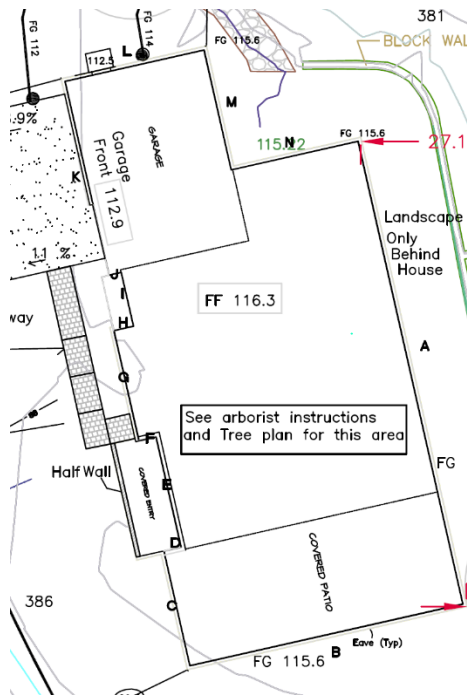 381
FG 112
L
FG 114
112.5
FG 115.6
BLOCK WAL
M
.9%
GARAGE
Garage
Front
112.9
K
N
115.22
FG 115.6
27.1
Landscape
Only
Behind
House
1.1 %
J
I
FF 116.3
H
way
A
G
See arborist instructions
and Tree plan for this area
F
FG
Half Wall
E
COVERED ENTRY
D
COVERED PATIO
C
386
Eave (Typ)
B
FG 115.6